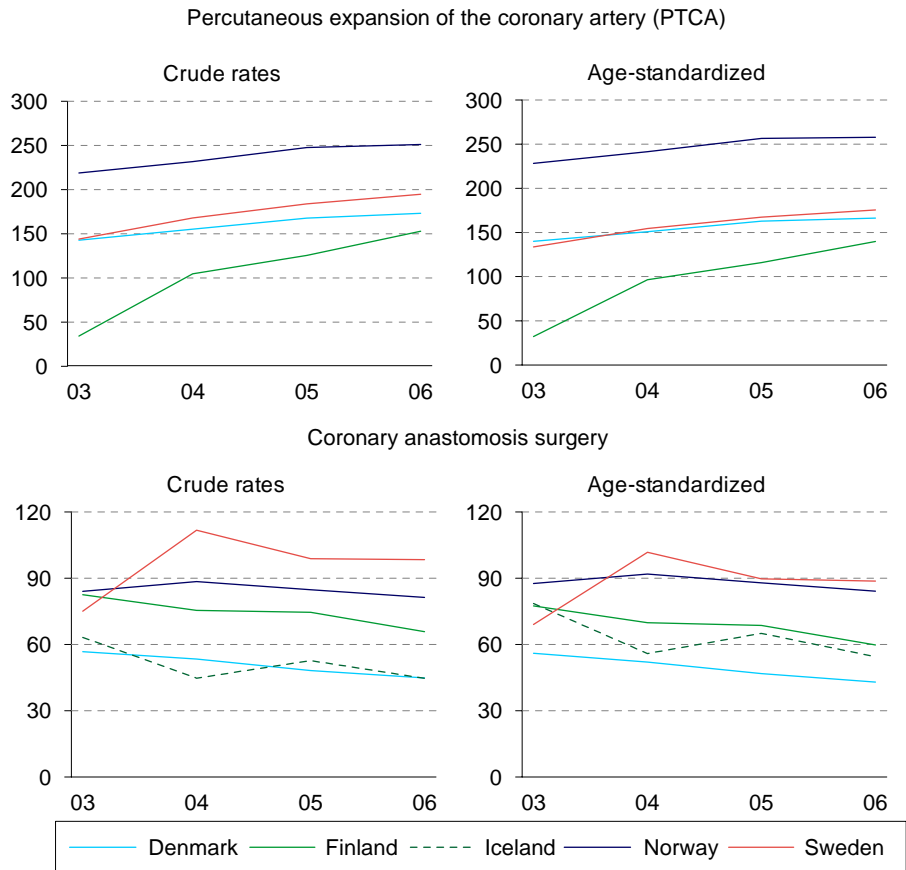 Percutaneous expansion of the coronary artery (PTCA)
Crude rates
300
250
200
150
100
50
0
03 04 05 06
Age-standardized
300
250
200
150
100
50
0
03 04 05 06
Coronary anastomosis surgery
Crude rates
120
90
60
30
0
03 04 05 06
Age-standardized
120
90
60
30
0
03 04 05 06
Denmark Finland Iceland Norway Sweden